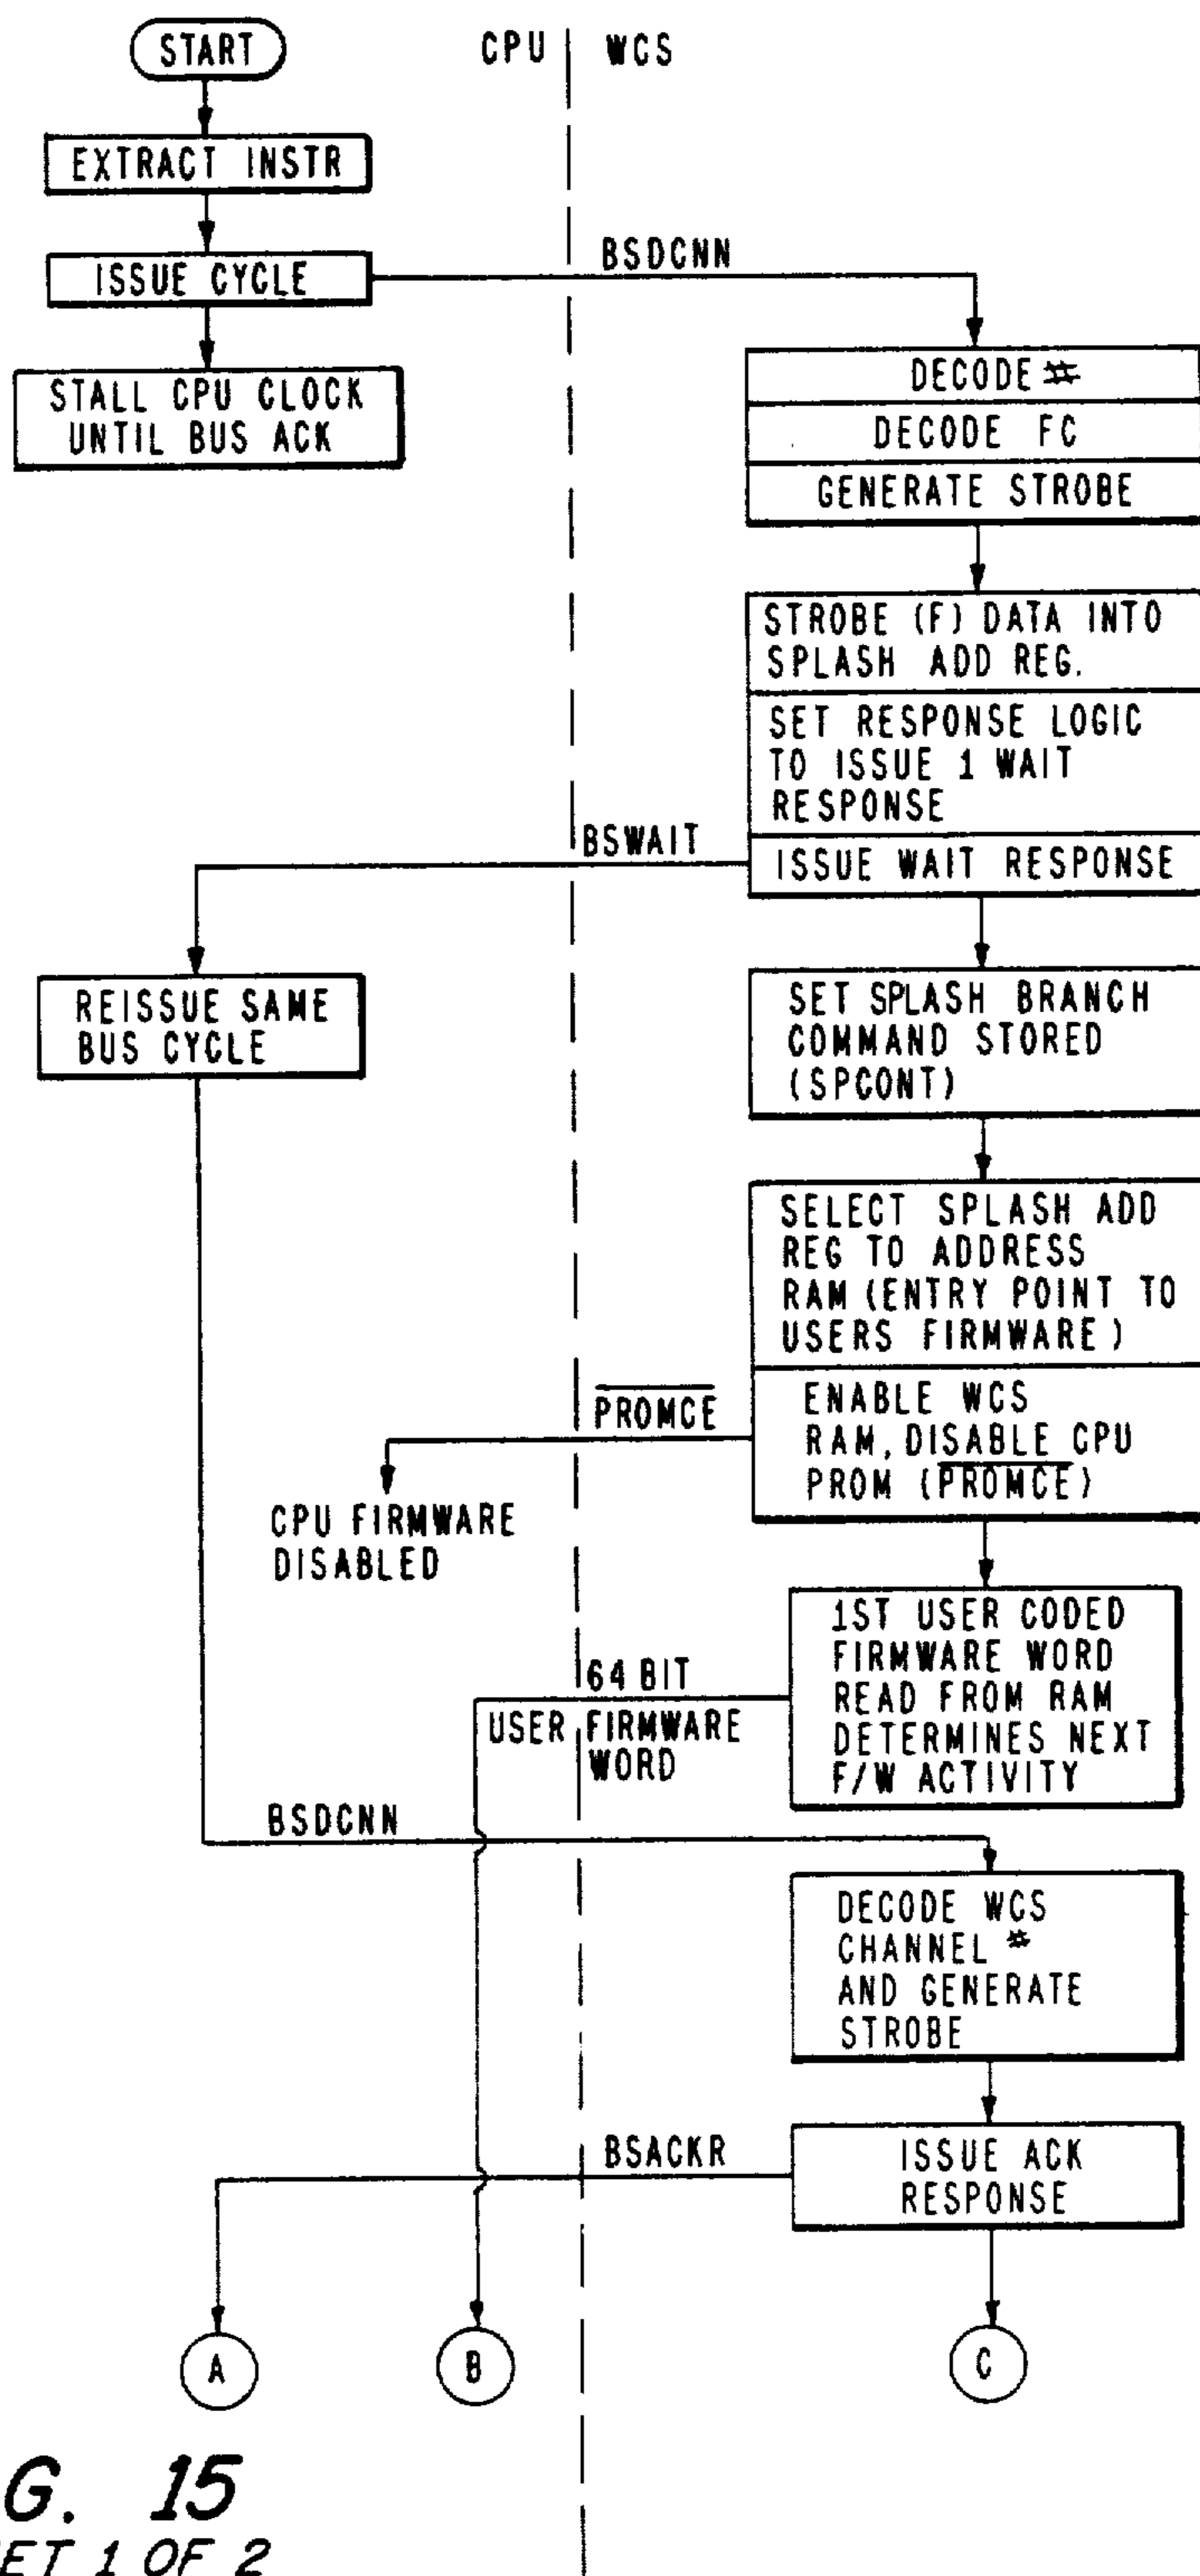 START
CPU
WCS
EXTRACT INSTR
ISSUE CYCLE
BSDCNN
STALL CPU CLOCK
UNTIL BUS ACK
DECODE #
DECODE FC
GENERATE STROBE
STROBE (F) DATA INTO
SPLASH ADD REG.
SET RESPONSE LOGIC
TO ISSUE 1 WAIT
RESPONSE
BSWAIT
ISSUE WAIT RESPONSE
REISSUE SAME
BUS CYCLE
SET SPLASH BRANCH
COMMAND STORED
(SPCONT)
SELECT SPLASH ADD
REG TO ADDRESS
RAM (ENTRY POINT TO
USERS FIRMWARE)
PROMCE
ENABLE WCS
RAM, DISABLE CPU
PROM (PROMCE)
CPU FIRMWARE
DISABLED
1ST USER CODED
FIRMWARE WORD
READ FROM RAM
DETERMINES NEXT
F/W ACTIVITY
64 BIT
USER FIRMWARE
WORD
BSDCNN
DECODE WCS
CHANNEL #
AND GENERATE
STROBE
BSACKR
ISSUE ACK
RESPONSE
A
B
C
G. 15
ET 1 OF 2